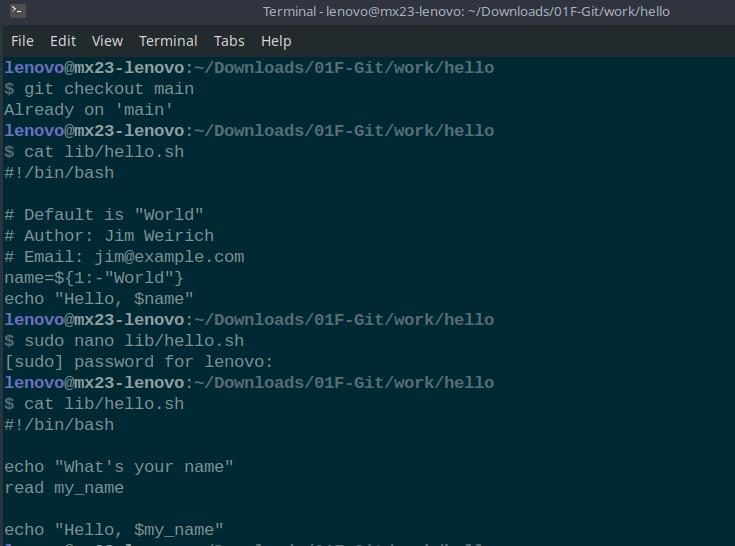 Terminal - lenovo@mx23-lenovo: ~/Downloads/01F-Git/work/hello
File Edit View Terminal Tabs Help
lenovo@mx23-lenovo:~/Downloads/01F-Git/work/hello
$ git checkout main
Already on 'main'
lenovo@mx23-lenovo:~/Downloads/01F-Git/work/hello
$ cat lib/hello.sh
#!/bin/bash

# Default is "World"
# Author: Jim Weirich
# Email: jim@example.com
name=${1:-"World"}
echo "Hello, $name"
lenovo@mx23-lenovo:~/Downloads/01F-Git/work/hello
$ sudo nano lib/hello.sh
[sudo] password for lenovo:
lenovo@mx23-lenovo:~/Downloads/01F-Git/work/hello
$ cat lib/hello.sh
#!/bin/bash

echo "What's your name"
read my_name

echo "Hello, $my_name"